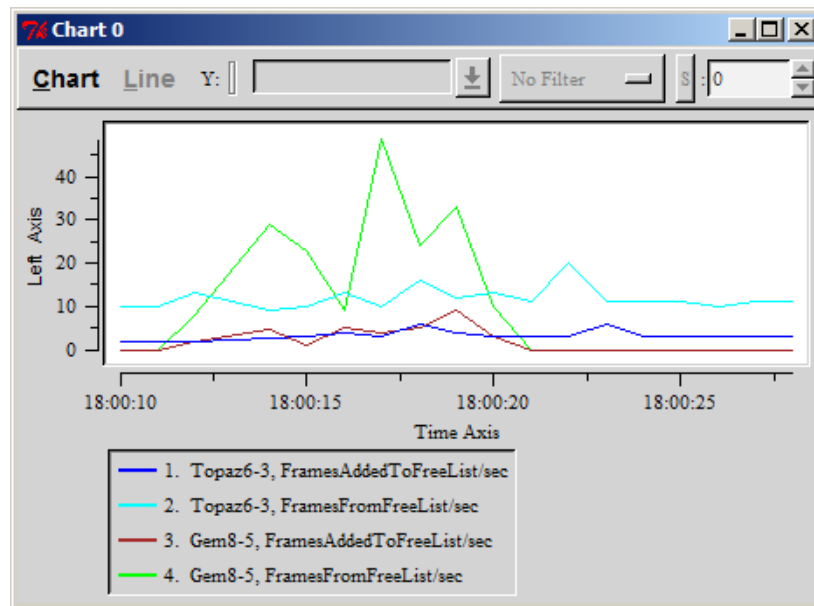 Chart 0
Chart Line Y: No Filter S : 0
Left Axis
40
30
20
10
0
18:00:10 18:00:15 18:00:20 18:00:25
Time Axis
1. Topaz6-3, FramesAddedToFreeList/sec
2. Topaz6-3, FramesFromFreeList/sec
3. Gem8-5, FramesAddedToFreeList/sec
4. Gem8-5, FramesFromFreeList/sec